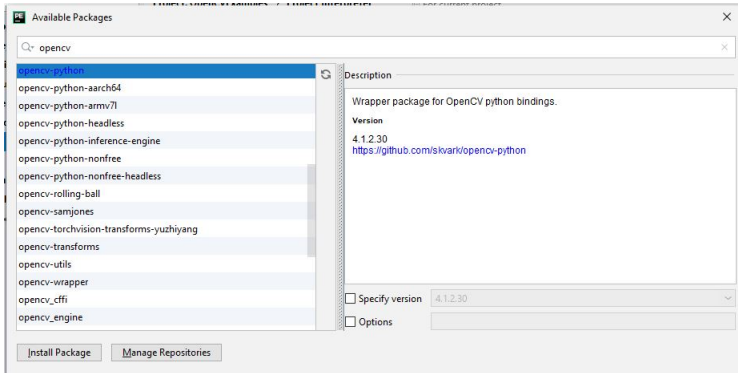 Available Packages
opencv
opencv-python
opencv-python-aarch64
opencv-python-armv7l
opencv-python-headless
opencv-python-inference-engine
opencv-python-nonfree
opencv-python-nonfree-headless
opencv-rolling-ball
opencv-samjones
opencv-torchvision-transforms-yuzhiyang
opencv-transforms
opencv-utils
opencv-wrapper
opencv_cffi
opencv_engine
Description
Wrapper package for OpenCV python bindings.
Version
4.1.2.30
https://github.com/skvark/opencv-python
Specify version 4.1.2.30
Options
Install Package Manage Repositories